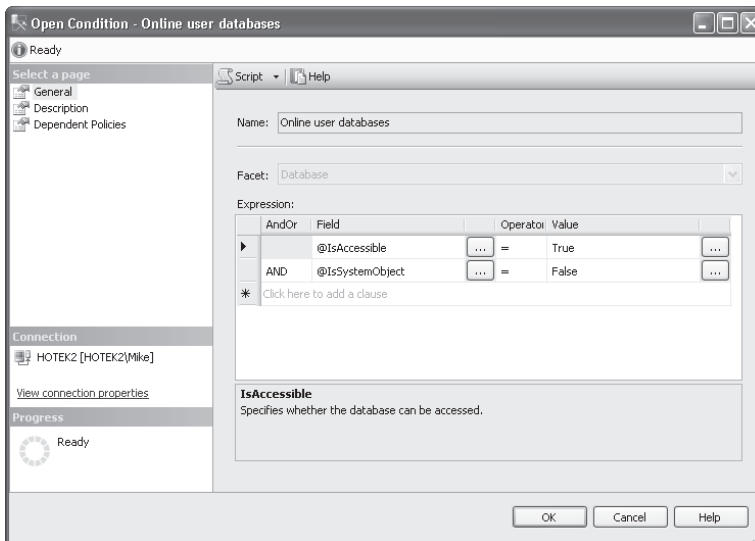 Open Condition - Online user databases
Ready
Select a page
General
Description
Dependent Policies
Script
Help
Name: Online user databases
Facet: Database
Expression:
AndOr Field Operator Value
@IsAccessible ... = True ...
AND @IsSystemObject ... = False ...
Click here to add a clause
Connection
HOTEK2 [HOTEK2\Mike]
View connection properties
Progress
Ready
IsAccessible
Specifies whether the database can be accessed.
OK Cancel Help